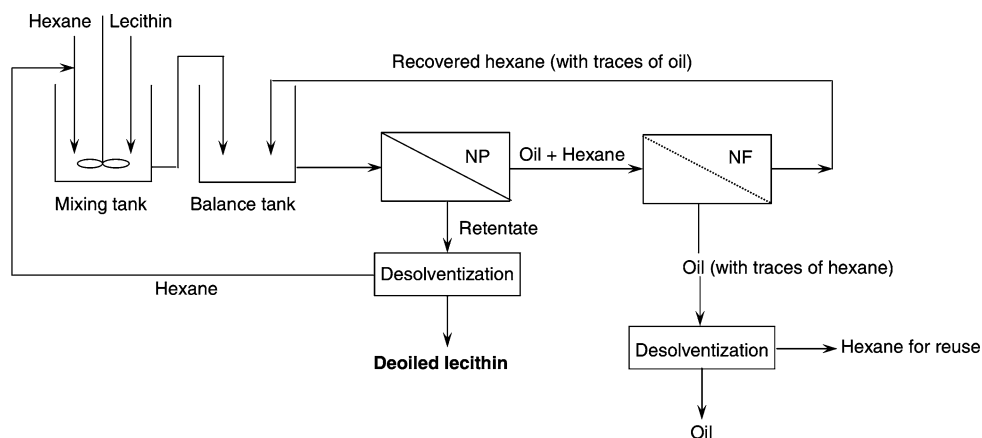 Hexane
Lecithin
Recovered hexane (with traces of oil)
NP
Oil + Hexane
NF
Mixing tank
Balance tank
Retentate
Desolventization
Oil (with traces of hexane)
Hexane
Deoiled lecithin
Desolventization
Hexane for reuse
Oil